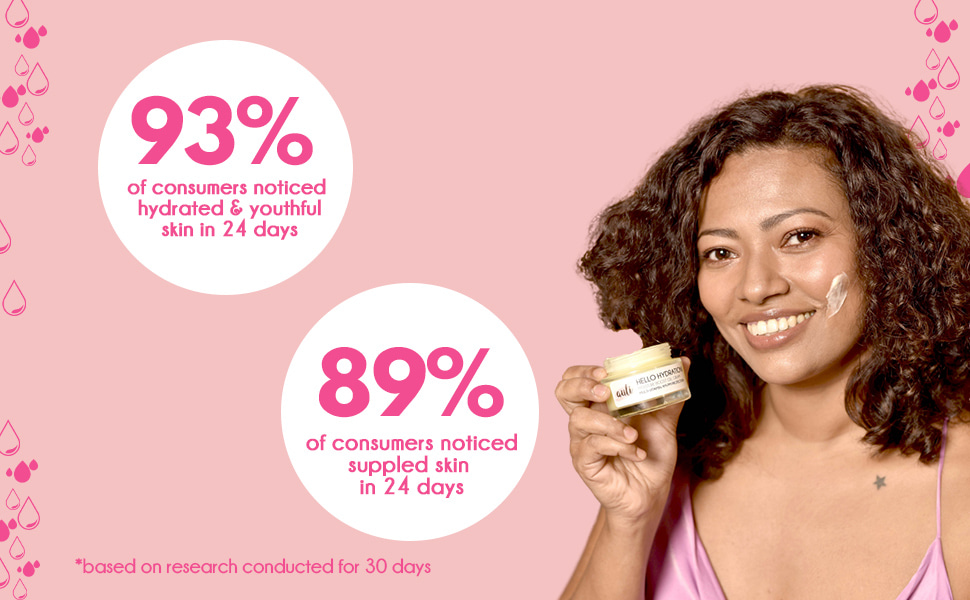 93%
of consumers noticed
hydrated & youthful
skin in 24 days
89%
of consumers noticed
suppled skin
in 24 days
HELLO HYDRATION
*based on research conducted for 30 days